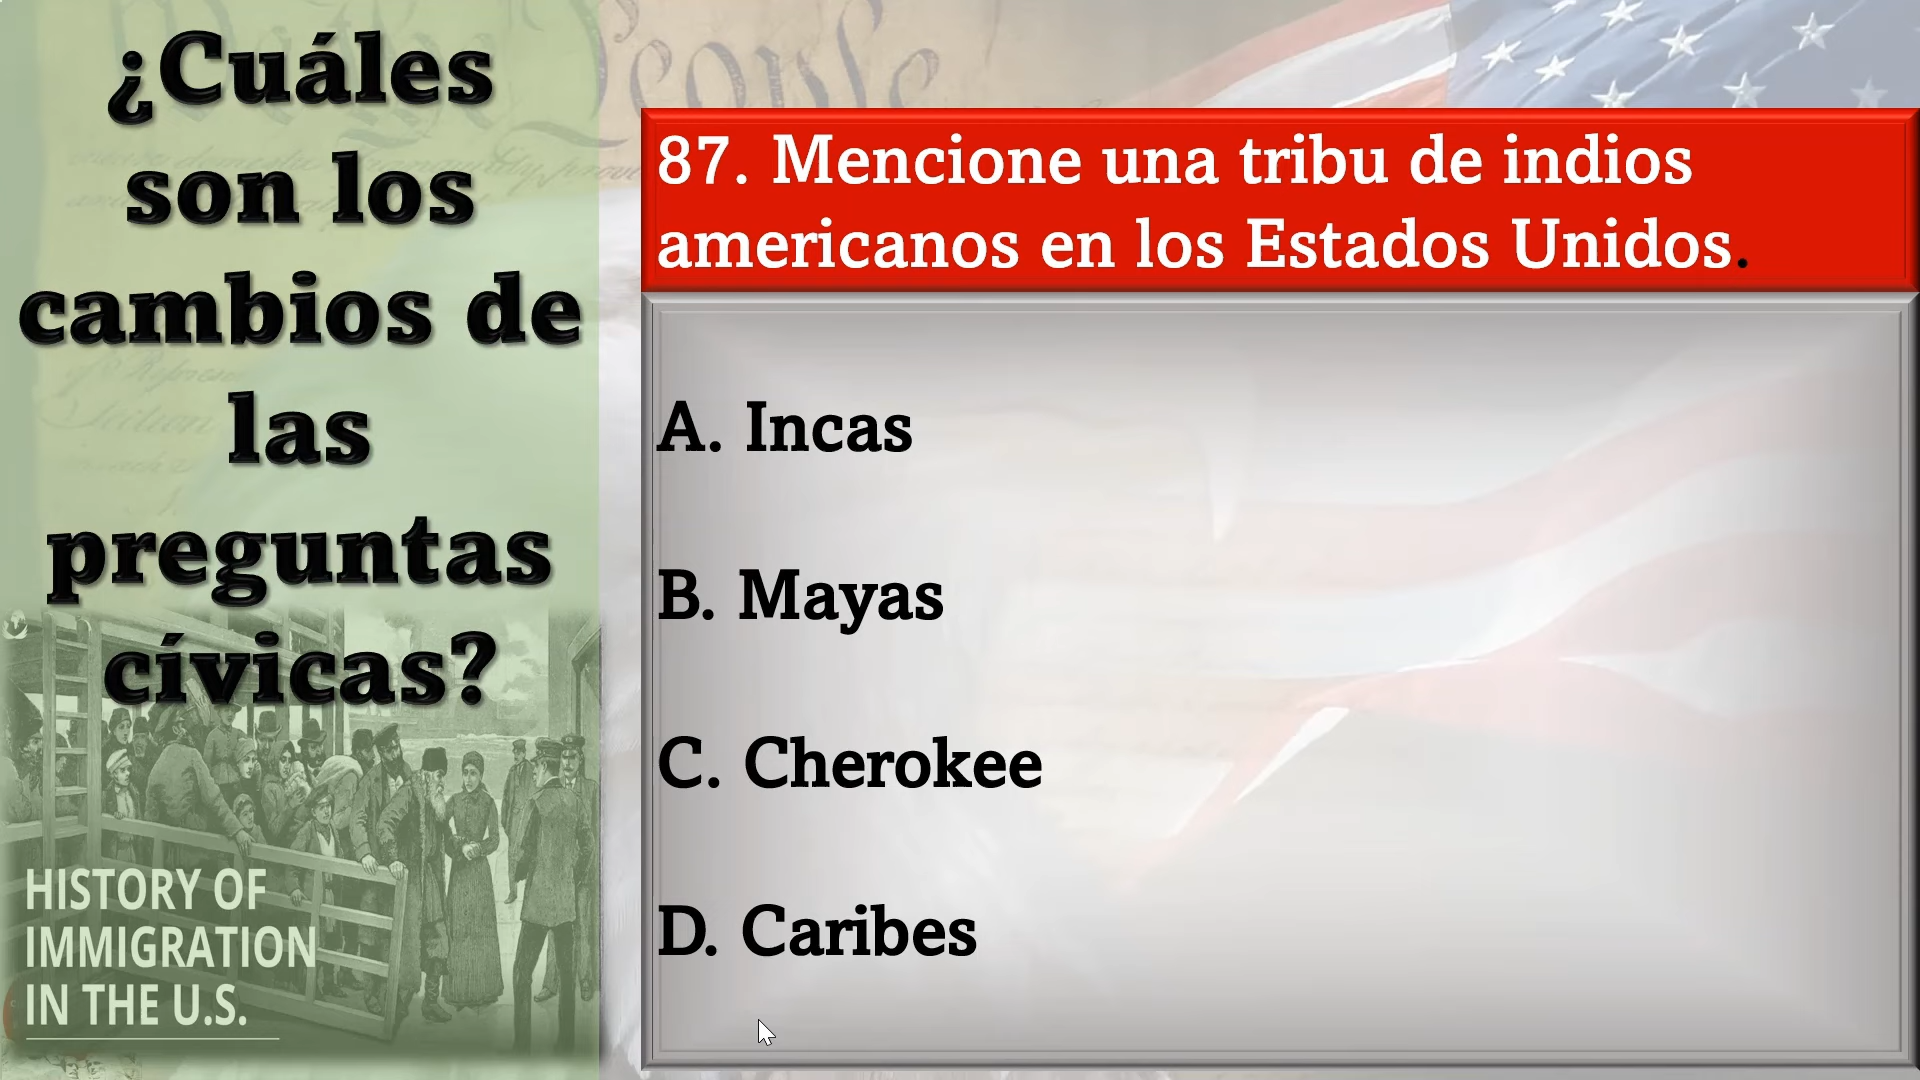 ¿Cuáles
son los
cambios de
las
preguntas
cívicas?
HISTORY OF
IMMIGRATION
IN THE U.S.
People
87. Mencione una tribu de indios
americanos en los Estados Unidos.
A. Incas
B. Mayas
C. Cherokee
D. Caribes